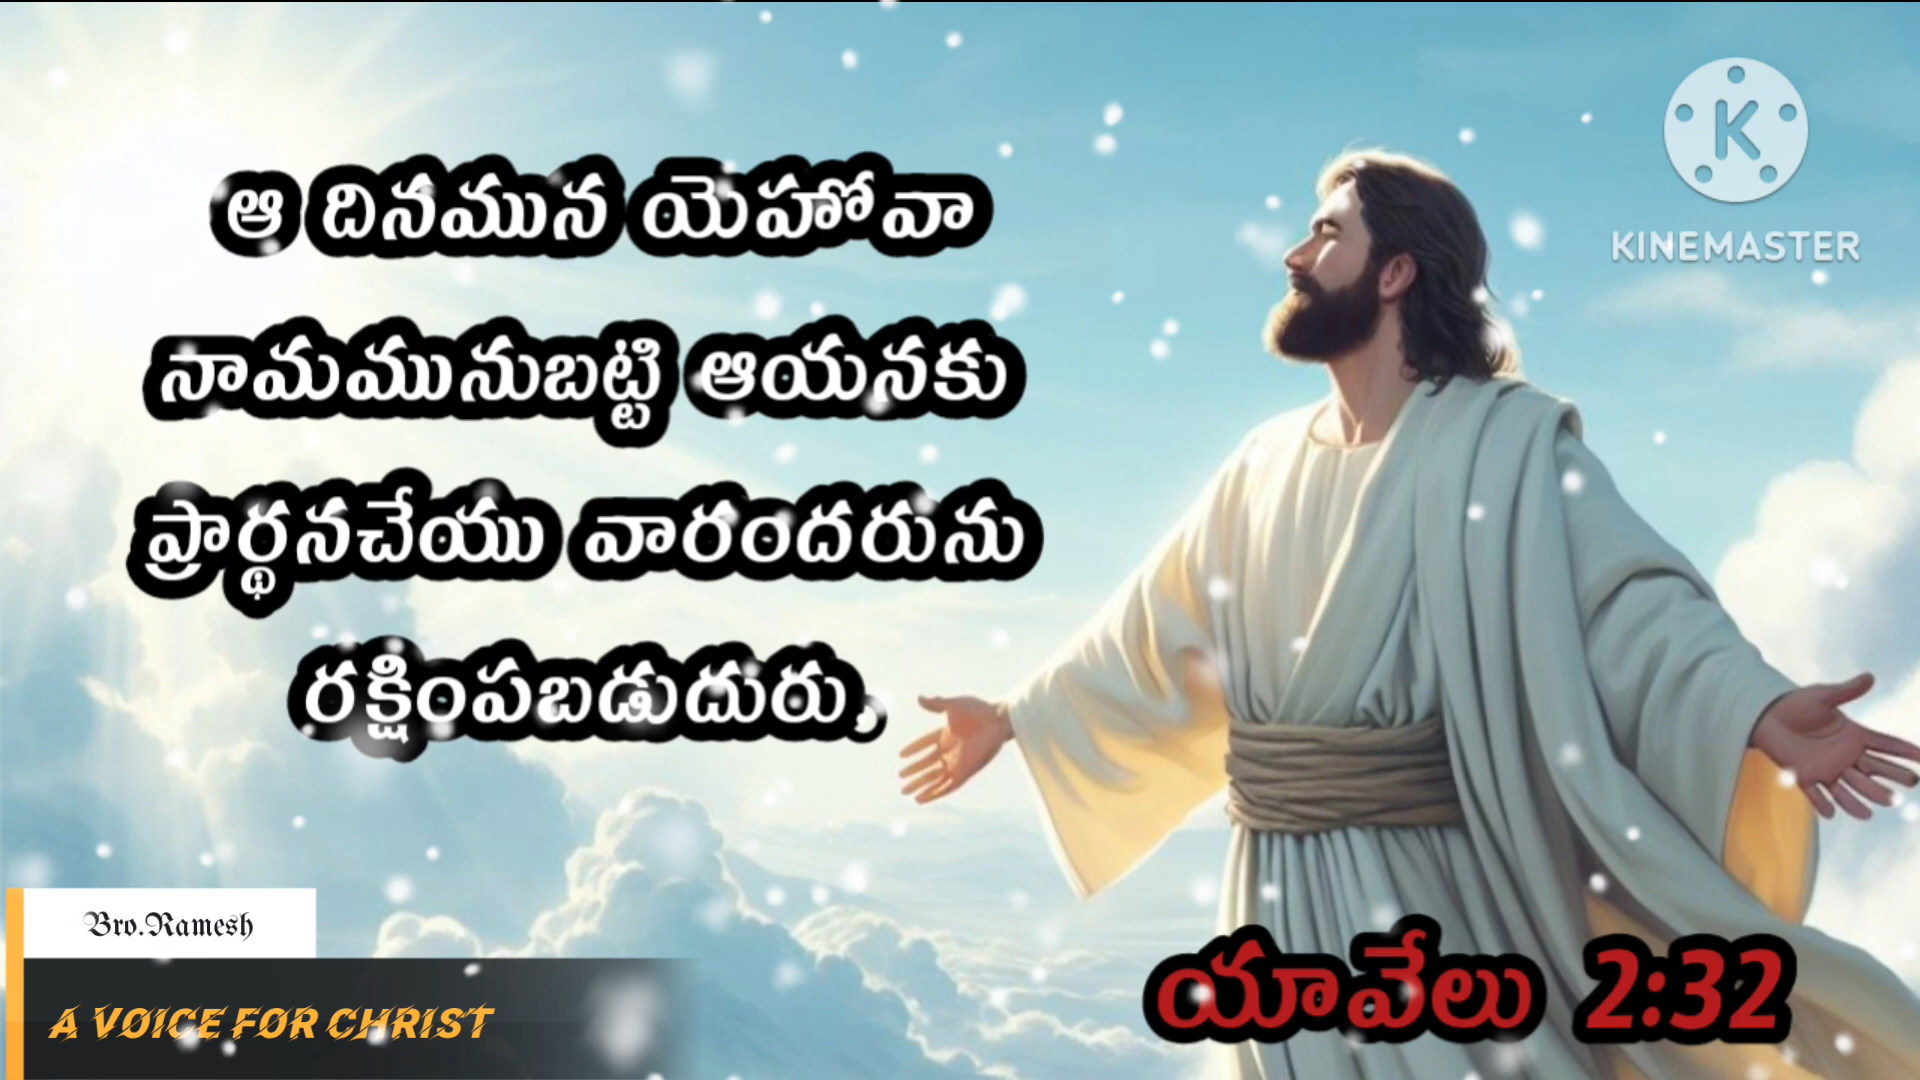 ఆ దినమున యెహోవా
నామమునుబట్టి ఆయనకు
ప్రార్థనచేయు వారందరును
రక్షింపబడుదురు,
యావేలు 2:32
K
KINEMASTER
Bro.Ramesh
A VOICE FOR CHRIST